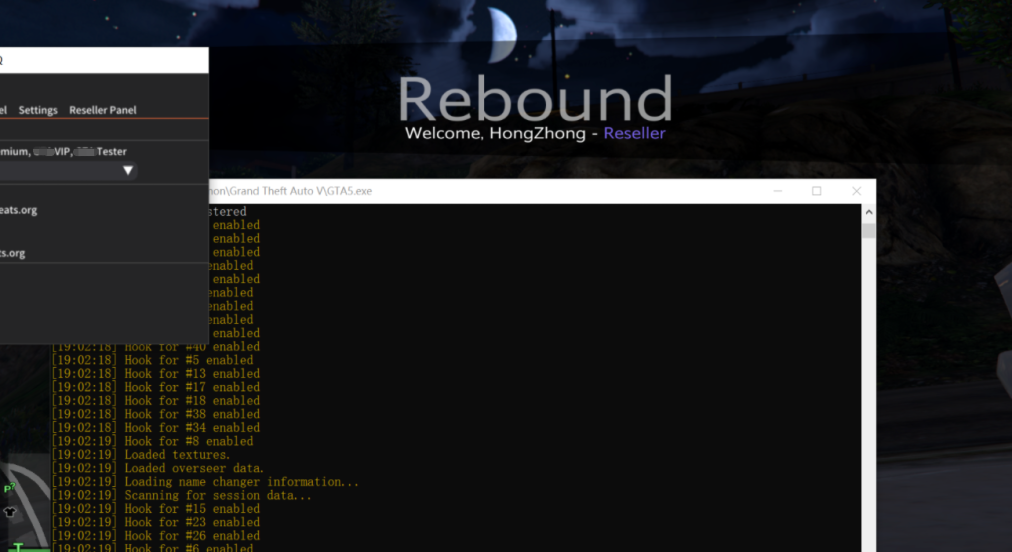 Rebound
Welcome, HongZhong - Reseller
Settings Reseller Panel
VIP, Tester
eats.org
ts.org
non\Grand Theft Auto V\GTA5.exe
stered
enabled
enabled
enabled
enabled
enabled
enabled
enabled
enabled
enabled
[19:02:18] Hook for #40 enabled
[19:02:18] Hook for #5 enabled
[19:02:18] Hook for #13 enabled
[19:02:18] Hook for #17 enabled
[19:02:18] Hook for #18 enabled
[19:02:18] Hook for #38 enabled
[19:02:18] Hook for #34 enabled
[19:02:19] Hook for #8 enabled
[19:02:19] Loaded textures.
[19:02:19] Loaded overseer data.
[19:02:19] Loading name changer information...
[19:02:19] Scanning for session data...
[19:02:19] Hook for #15 enabled
[19:02:19] Hook for #23 enabled
[19:02:19] Hook for #26 enabled
[19:02:19] Hook for #6 enabled